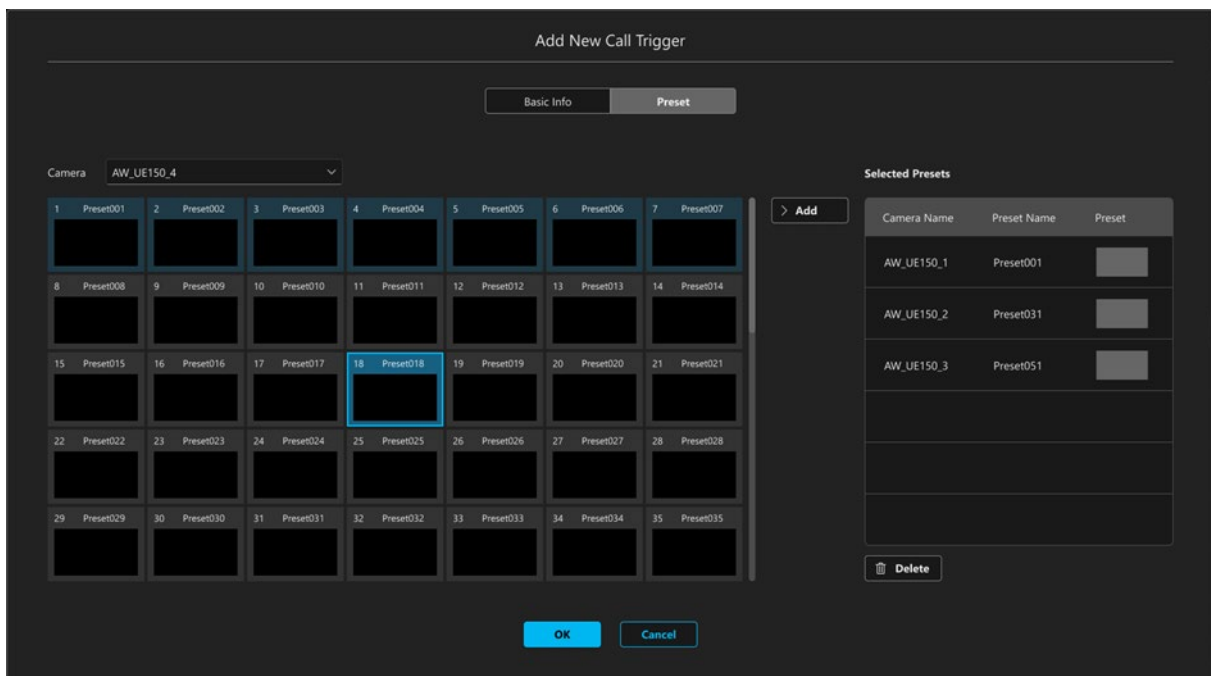 Add New Call Trigger
Basic Info Preset
Camera AW_UE150_4
Selected Presets
1 Preset001 2 Preset002 3 Preset003 4 Preset004 5 Preset005 6 Preset006 7 Preset007
> Add
Camera Name Preset Name Preset
AW_UE150_1 Preset001
8 Preset008 9 Preset009 10 Preset010 11 Preset011 12 Preset012 13 Preset013 14 Preset014
AW_UE150_2 Preset031
15 Preset015 16 Preset016 17 Preset017 18 Preset018 19 Preset019 20 Preset020 21 Preset021
AW_UE150_3 Preset051
22 Preset022 23 Preset023 24 Preset024 25 Preset025 26 Preset026 27 Preset027 28 Preset028
29 Preset029 30 Preset030 31 Preset031 32 Preset032 33 Preset033 34 Preset034 35 Preset035
Delete
OK Cancel